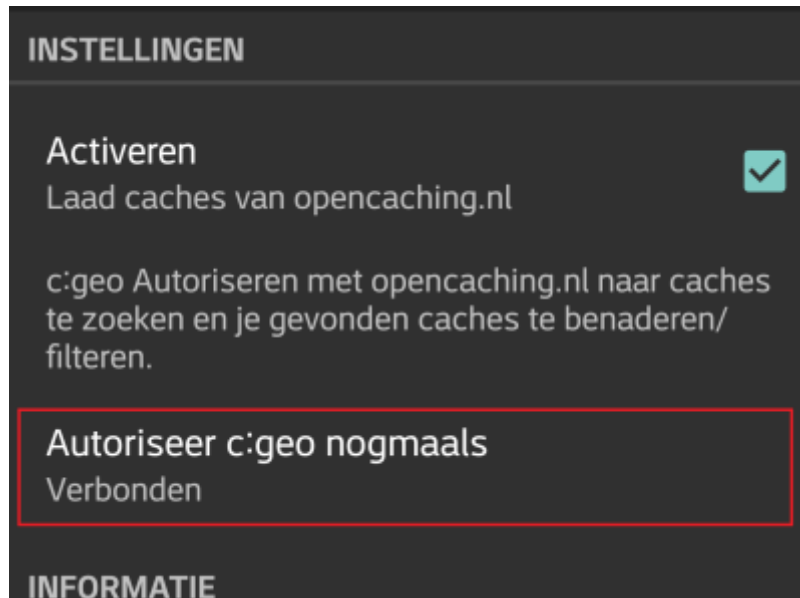 INSTELLINGEN
Activeren
Laad caches van opencaching.nl
c:geo Autoriseren met opencaching.nl naar caches
te zoeken en je gevonden caches te benaderen/
filteren.
Autoriseer c:geo nogmaals
Verbonden
INFORMATIE